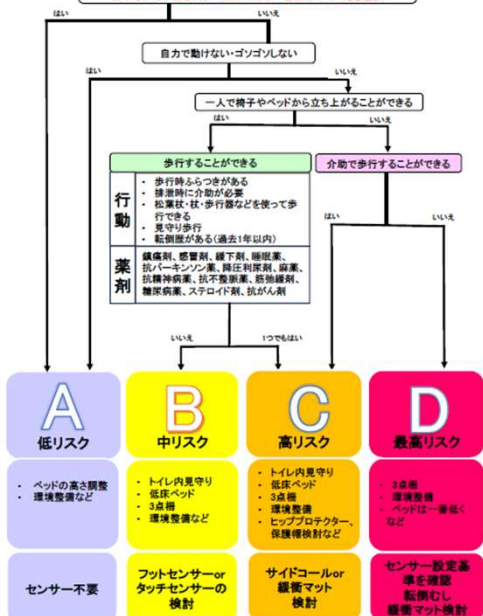 はい
いいえ
自力で動けない・ゴソゴソしない
はい
いいえ
一人で椅子やベッドから立ち上がることができる
はい
いいえ
歩行することができる
介助で歩行することができる
行動
・ 歩行時ふらつきがある
・ 排泄時に介助が必要
・ 松葉杖・杖・歩行器などを使って歩
行できる
・ 見守り歩行
・ 転倒歴がある(過去1年以内)
はい
いいえ
薬剤
鎮痛剤、感冒剤、緩下剤、睡眠薬、
抗パーキンソン薬、降圧利尿剤、麻薬、
抗精神病薬、抗不整脈薬、筋弛緩剤、
糖尿病薬、ステロイド剤、抗がん剤
いいえ
1つでもはい
A
低リスク
B
中リスク
C
高リスク
D
最高リスク
・ ベッドの高さ調整
・ 環境整備など
・ トイレ内見守り
・ 低床ベッド
・ 3点柵
・ 環境整備など
・ トイレ内見守り
・ 低床ベッド
・ 3点柵
・ 環境整備
・ ヒッププロテクター、
保護帽検討など
・ 3点柵
・ 環境整備
・ ベッドは一番低く
など
センサー不要
フットセンサーor
タッチセンサーの
検討
サイドコールor
緩衝マット
検討
センサー設定基
準を確認
転倒むし
緩衝マット検討